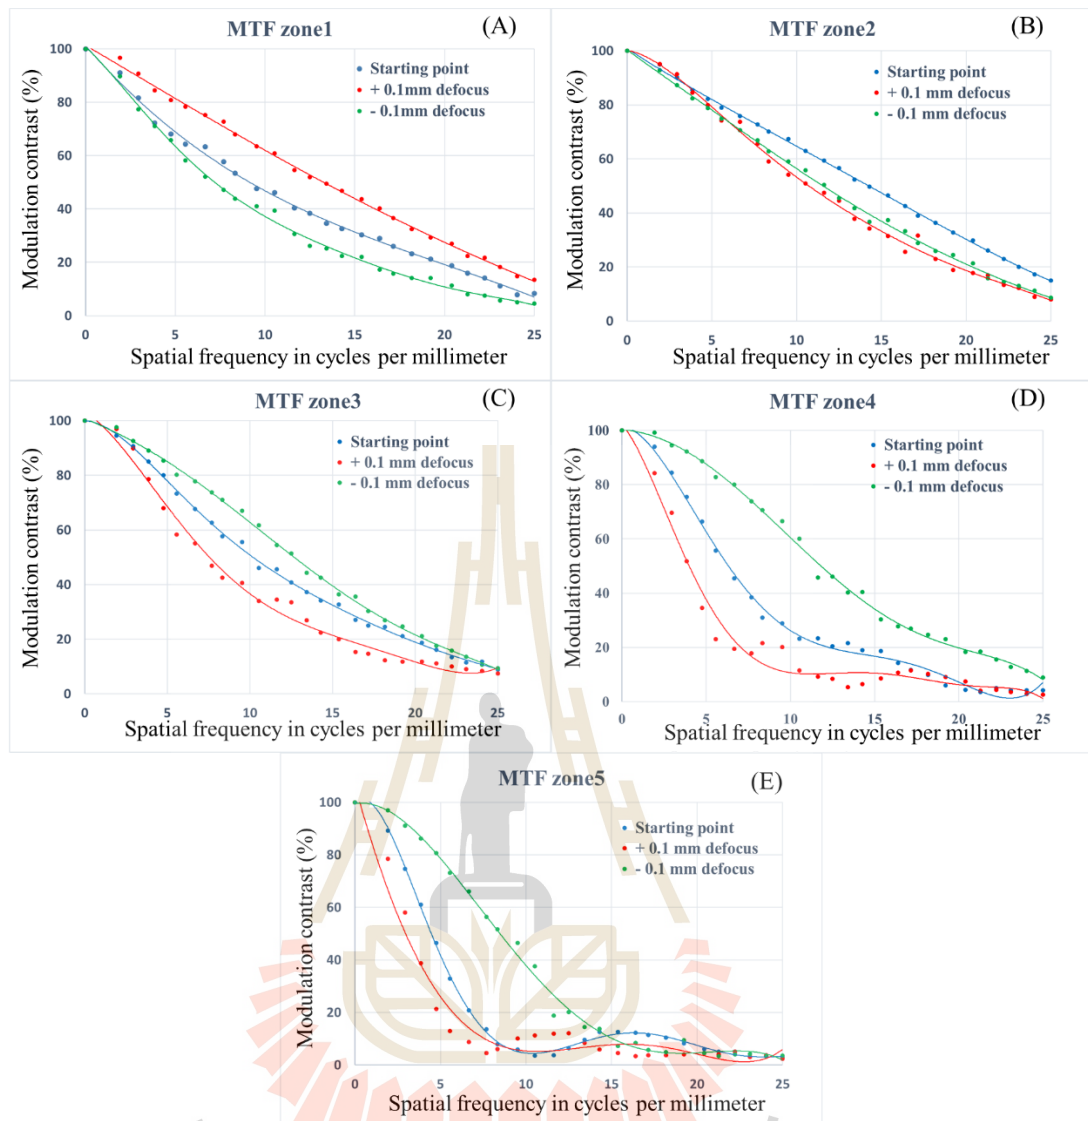 MTF zone1
(A)
Modulation contrast (%)
100
80
60
40
20
0
Starting point
+ 0.1mm defocus
- 0.1mm defocus
0 5 10 15 20 25
Spatial frequency in cycles per millimeter
MTF zone2
(B)
Modulation contrast (%)
100
80
60
40
20
0
Starting point
+ 0.1 mm defocus
- 0.1 mm defocus
0 5 10 15 20 25
Spatial frequency in cycles per millimeter
MTF zone3
(C)
Modulation contrast (%)
100
80
60
40
20
0
Starting point
+ 0.1 mm defocus
- 0.1 mm defocus
0 5 10 15 20 25
Spatial frequency in cycles per millimeter
MTF zone4
(D)
Modulation contrast (%)
100
80
60
40
20
0
Starting point
+ 0.1 mm defocus
- 0.1 mm defocus
0 5 10 15 20 25
Spatial frequency in cycles per millimeter
MTF zone5
(E)
Modulation contrast (%)
100
80
60
40
20
0
Starting point
+ 0.1 mm defocus
- 0.1 mm defocus
0 5 10 15 20 25
Spatial frequency in cycles per millimeter